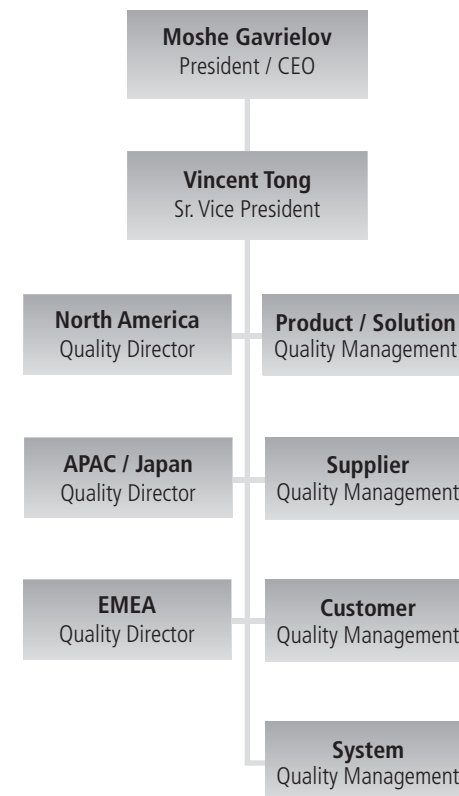 Moshe Gavrielov
President / CEO
Vincent Tong
Sr. Vice President
North America
Quality Director
Product / Solution
Quality Management
APAC / Japan
Quality Director
Supplier
Quality Management
EMEA
Quality Director
Customer
Quality Management
System
Quality Management